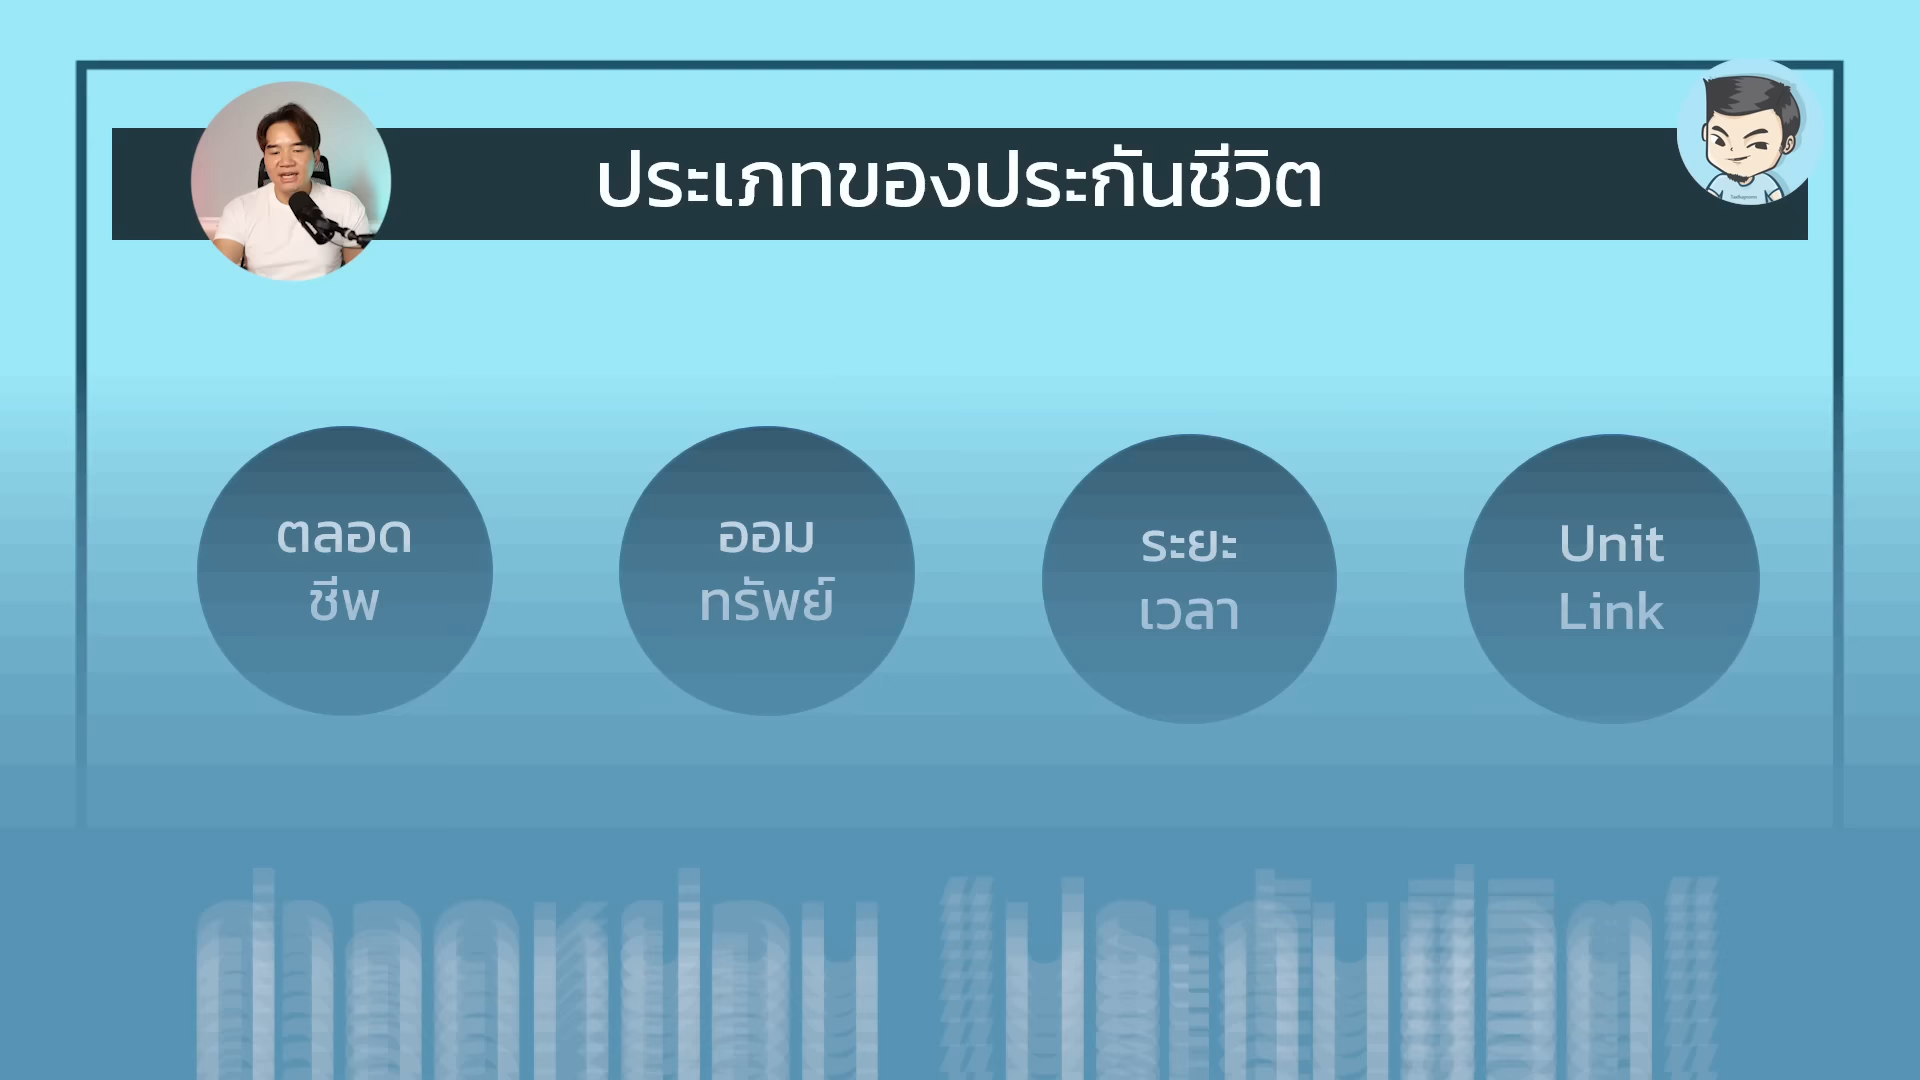 ประเภทของประกันชีวิต
ตลอด
ชีพ
ออม
ทรัพย์
ระยะ
เวลา
Unit
Link